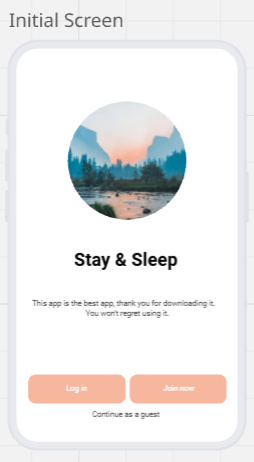 Initial Screen
Stay & Sleep
This app is the best app, thank you for downloading it.
You won't regret using it.
Log in
Join now
Continue as a guest